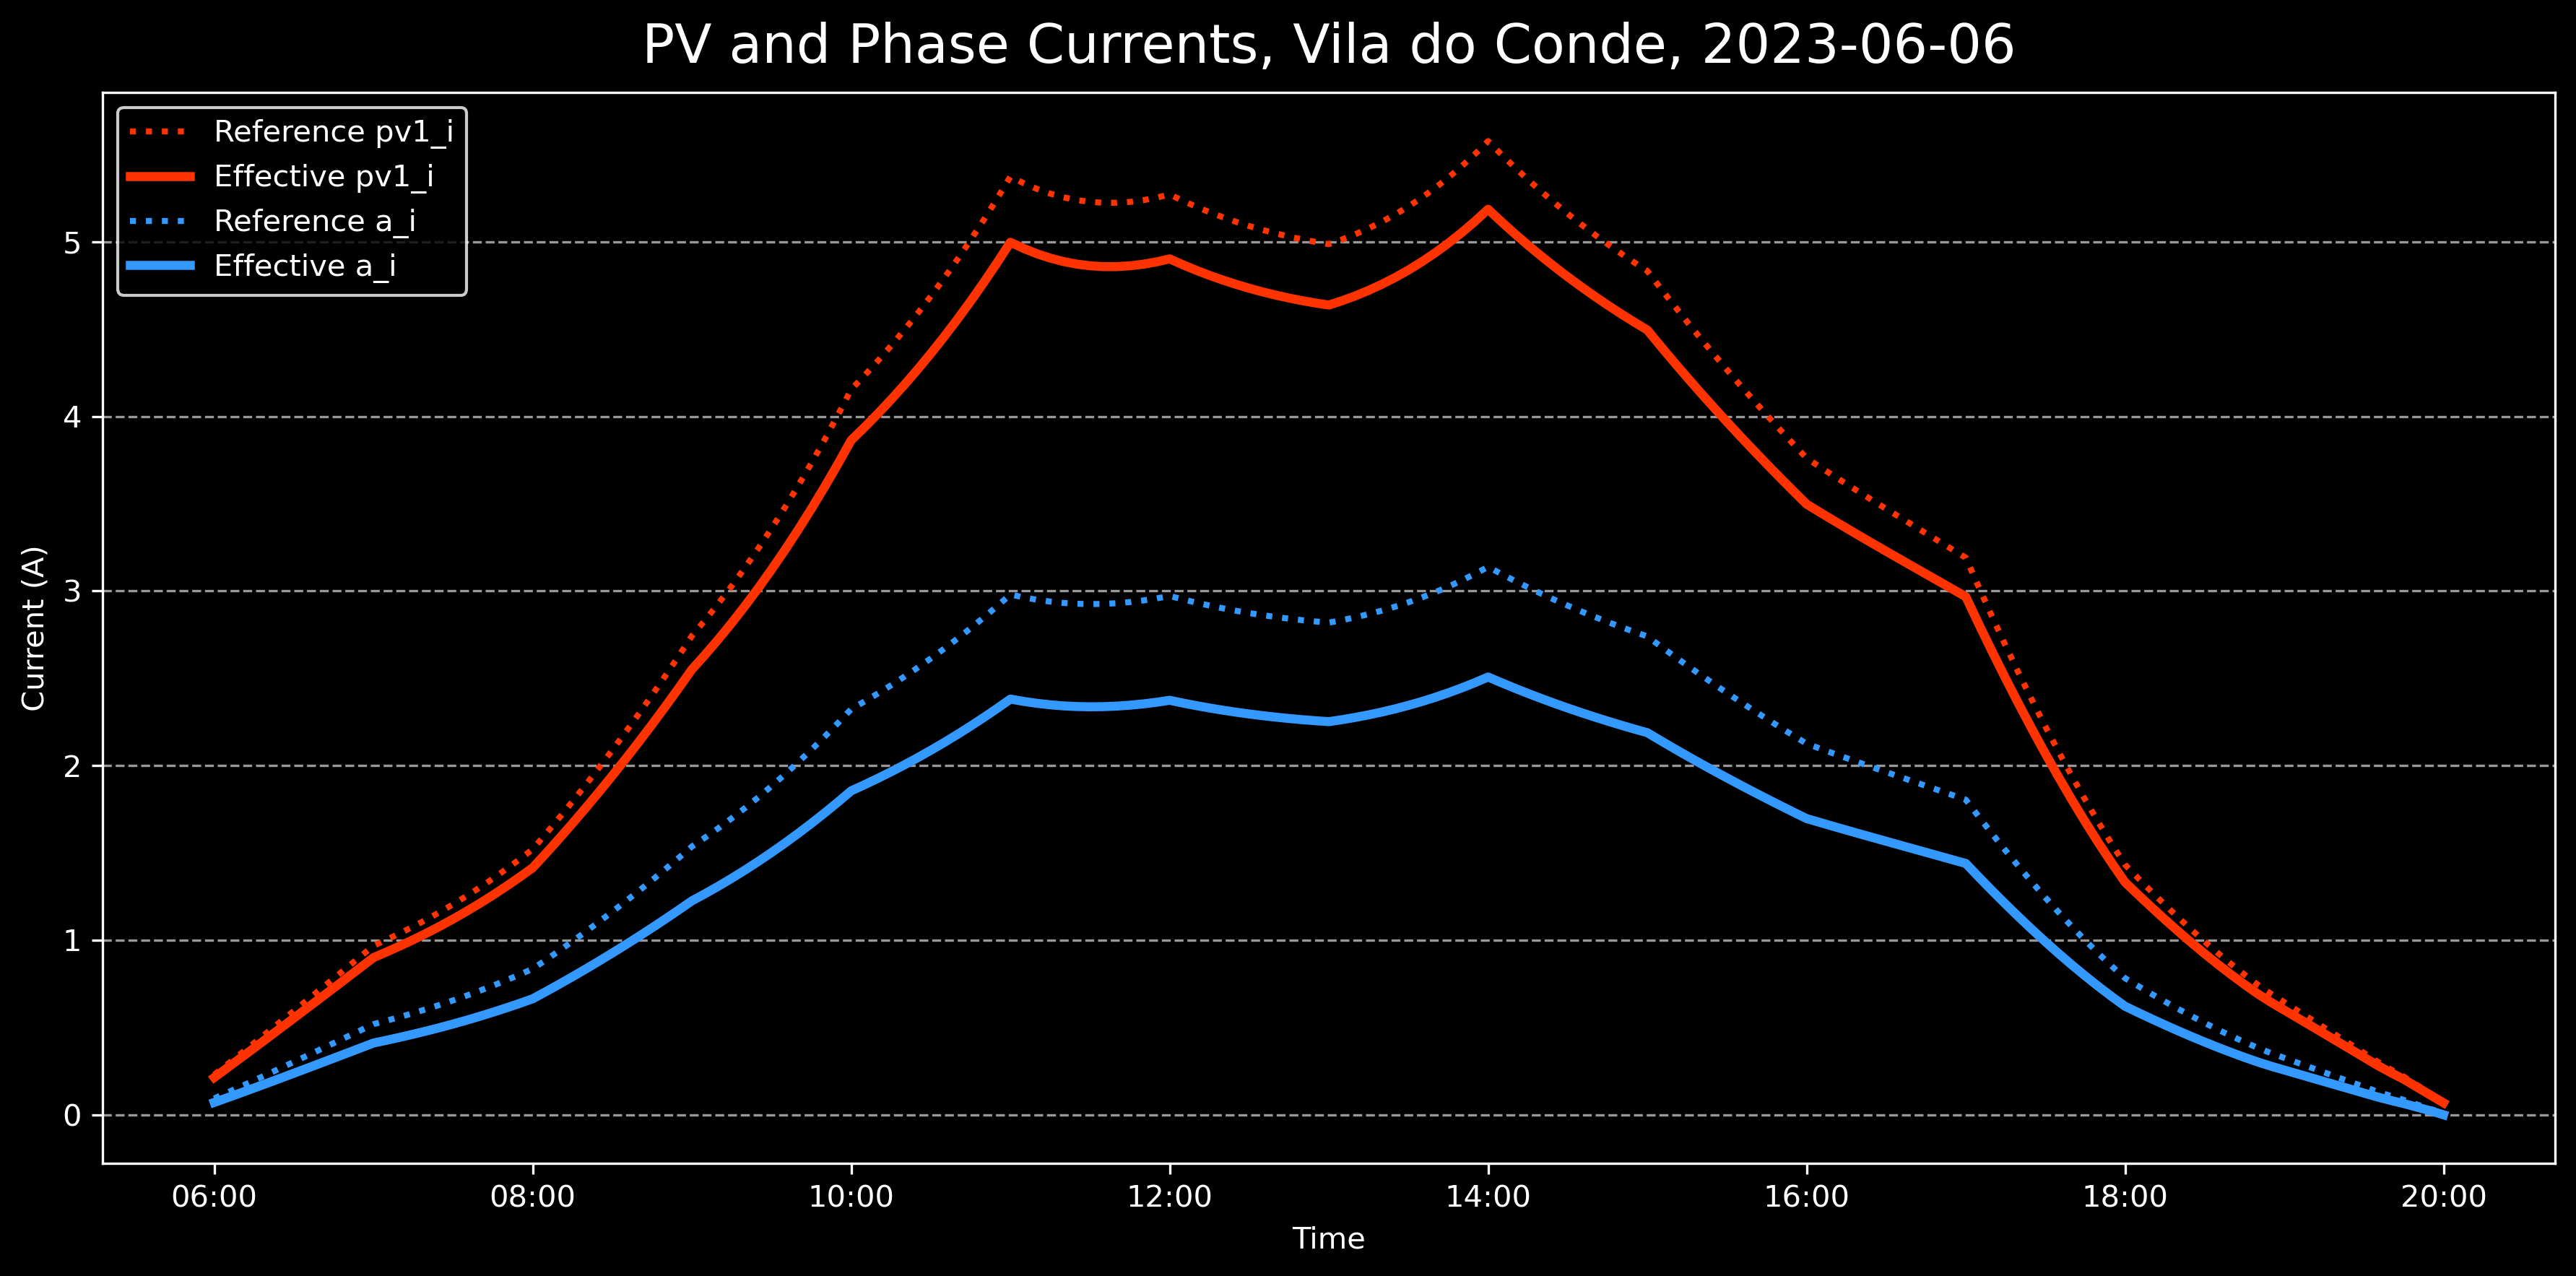 PV and Phase Currents, Vila do Conde, 2023-06-06
Reference pv1_i
Effective pv1_i
Reference a_i
Effective a_i
Current (A)
5
4
3
2
1
0
06:00 08:00 10:00 12:00 14:00 16:00 18:00 20:00
Time